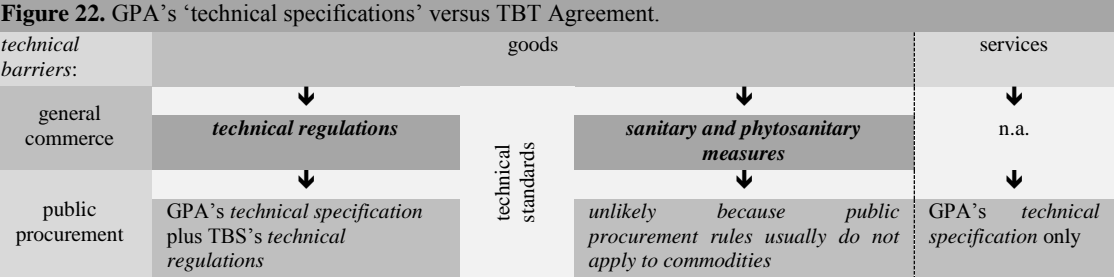 Figure 22. GPA’s ‘technical specifications’ versus TBT Agreement.
technical
barriers:
goods
services
general
commerce
technical regulations
technical
standards
sanitary and phytosanitary
measures
n.a.
public
procurement
GPA’s technical specification
plus TBS’s technical
regulations
unlikely because public
procurement rules usually do not
apply to commodities
GPA’s technical
specification only